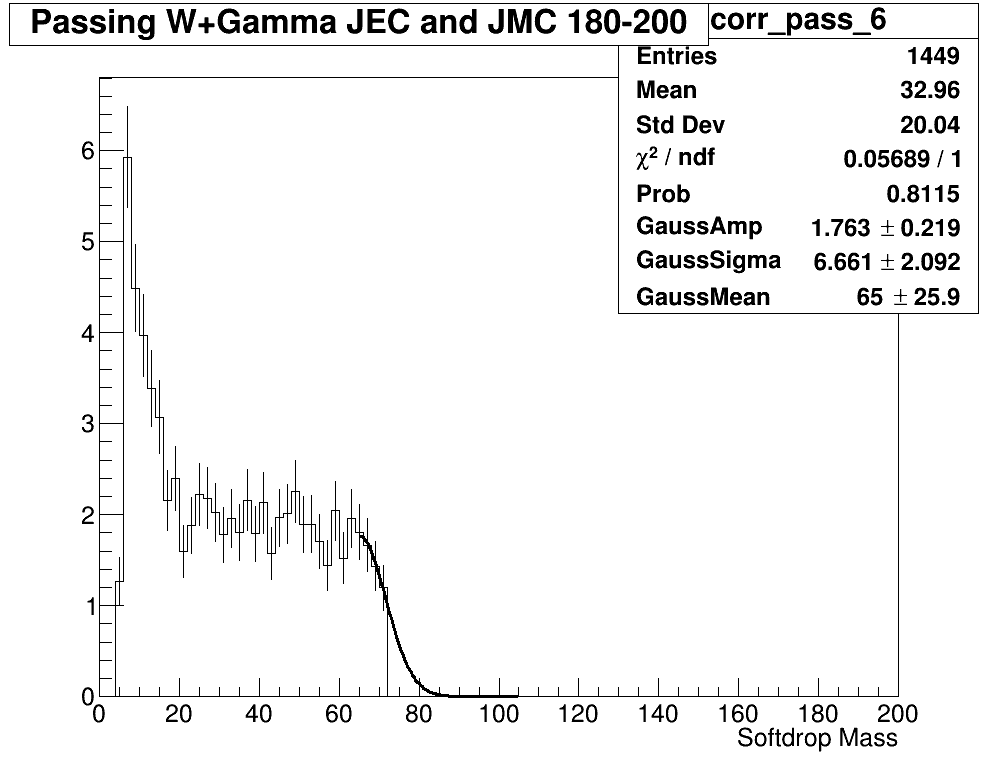 Passing W+Gamma JEC and JMC 180-200
corr_pass_6
Entries 1449
Mean 32.96
Std Dev 20.04
χ² / ndf 0.05689 / 1
Prob 0.8115
GaussAmp 1.763 ± 0.219
GaussSigma 6.661 ± 2.092
GaussMean 65 ± 25.9
6
5
4
3
2
1
0
0 20 40 60 80 100 120 140 160 180 200
Softdrop Mass